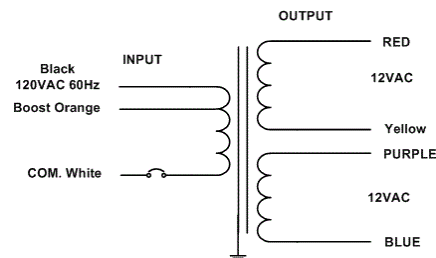 OUTPUT
INPUT
RED
Black
120VAC 60Hz
12VAC
Boost Orange
Yellow
PURPLE
COM. White
12VAC
BLUE